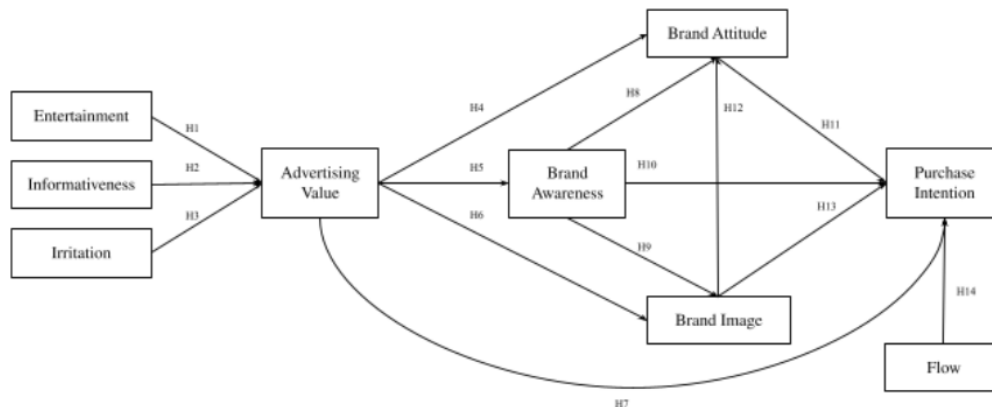 Brand Attitude
H4
H8
H12
H11
Entertainment
H1
Informativeness
H2
Irritation
H3
Advertising
Value
H5
H6
Brand
Awareness
H10
H9
H13
Purchase
Intention
Brand Image
H14
Flow
H7